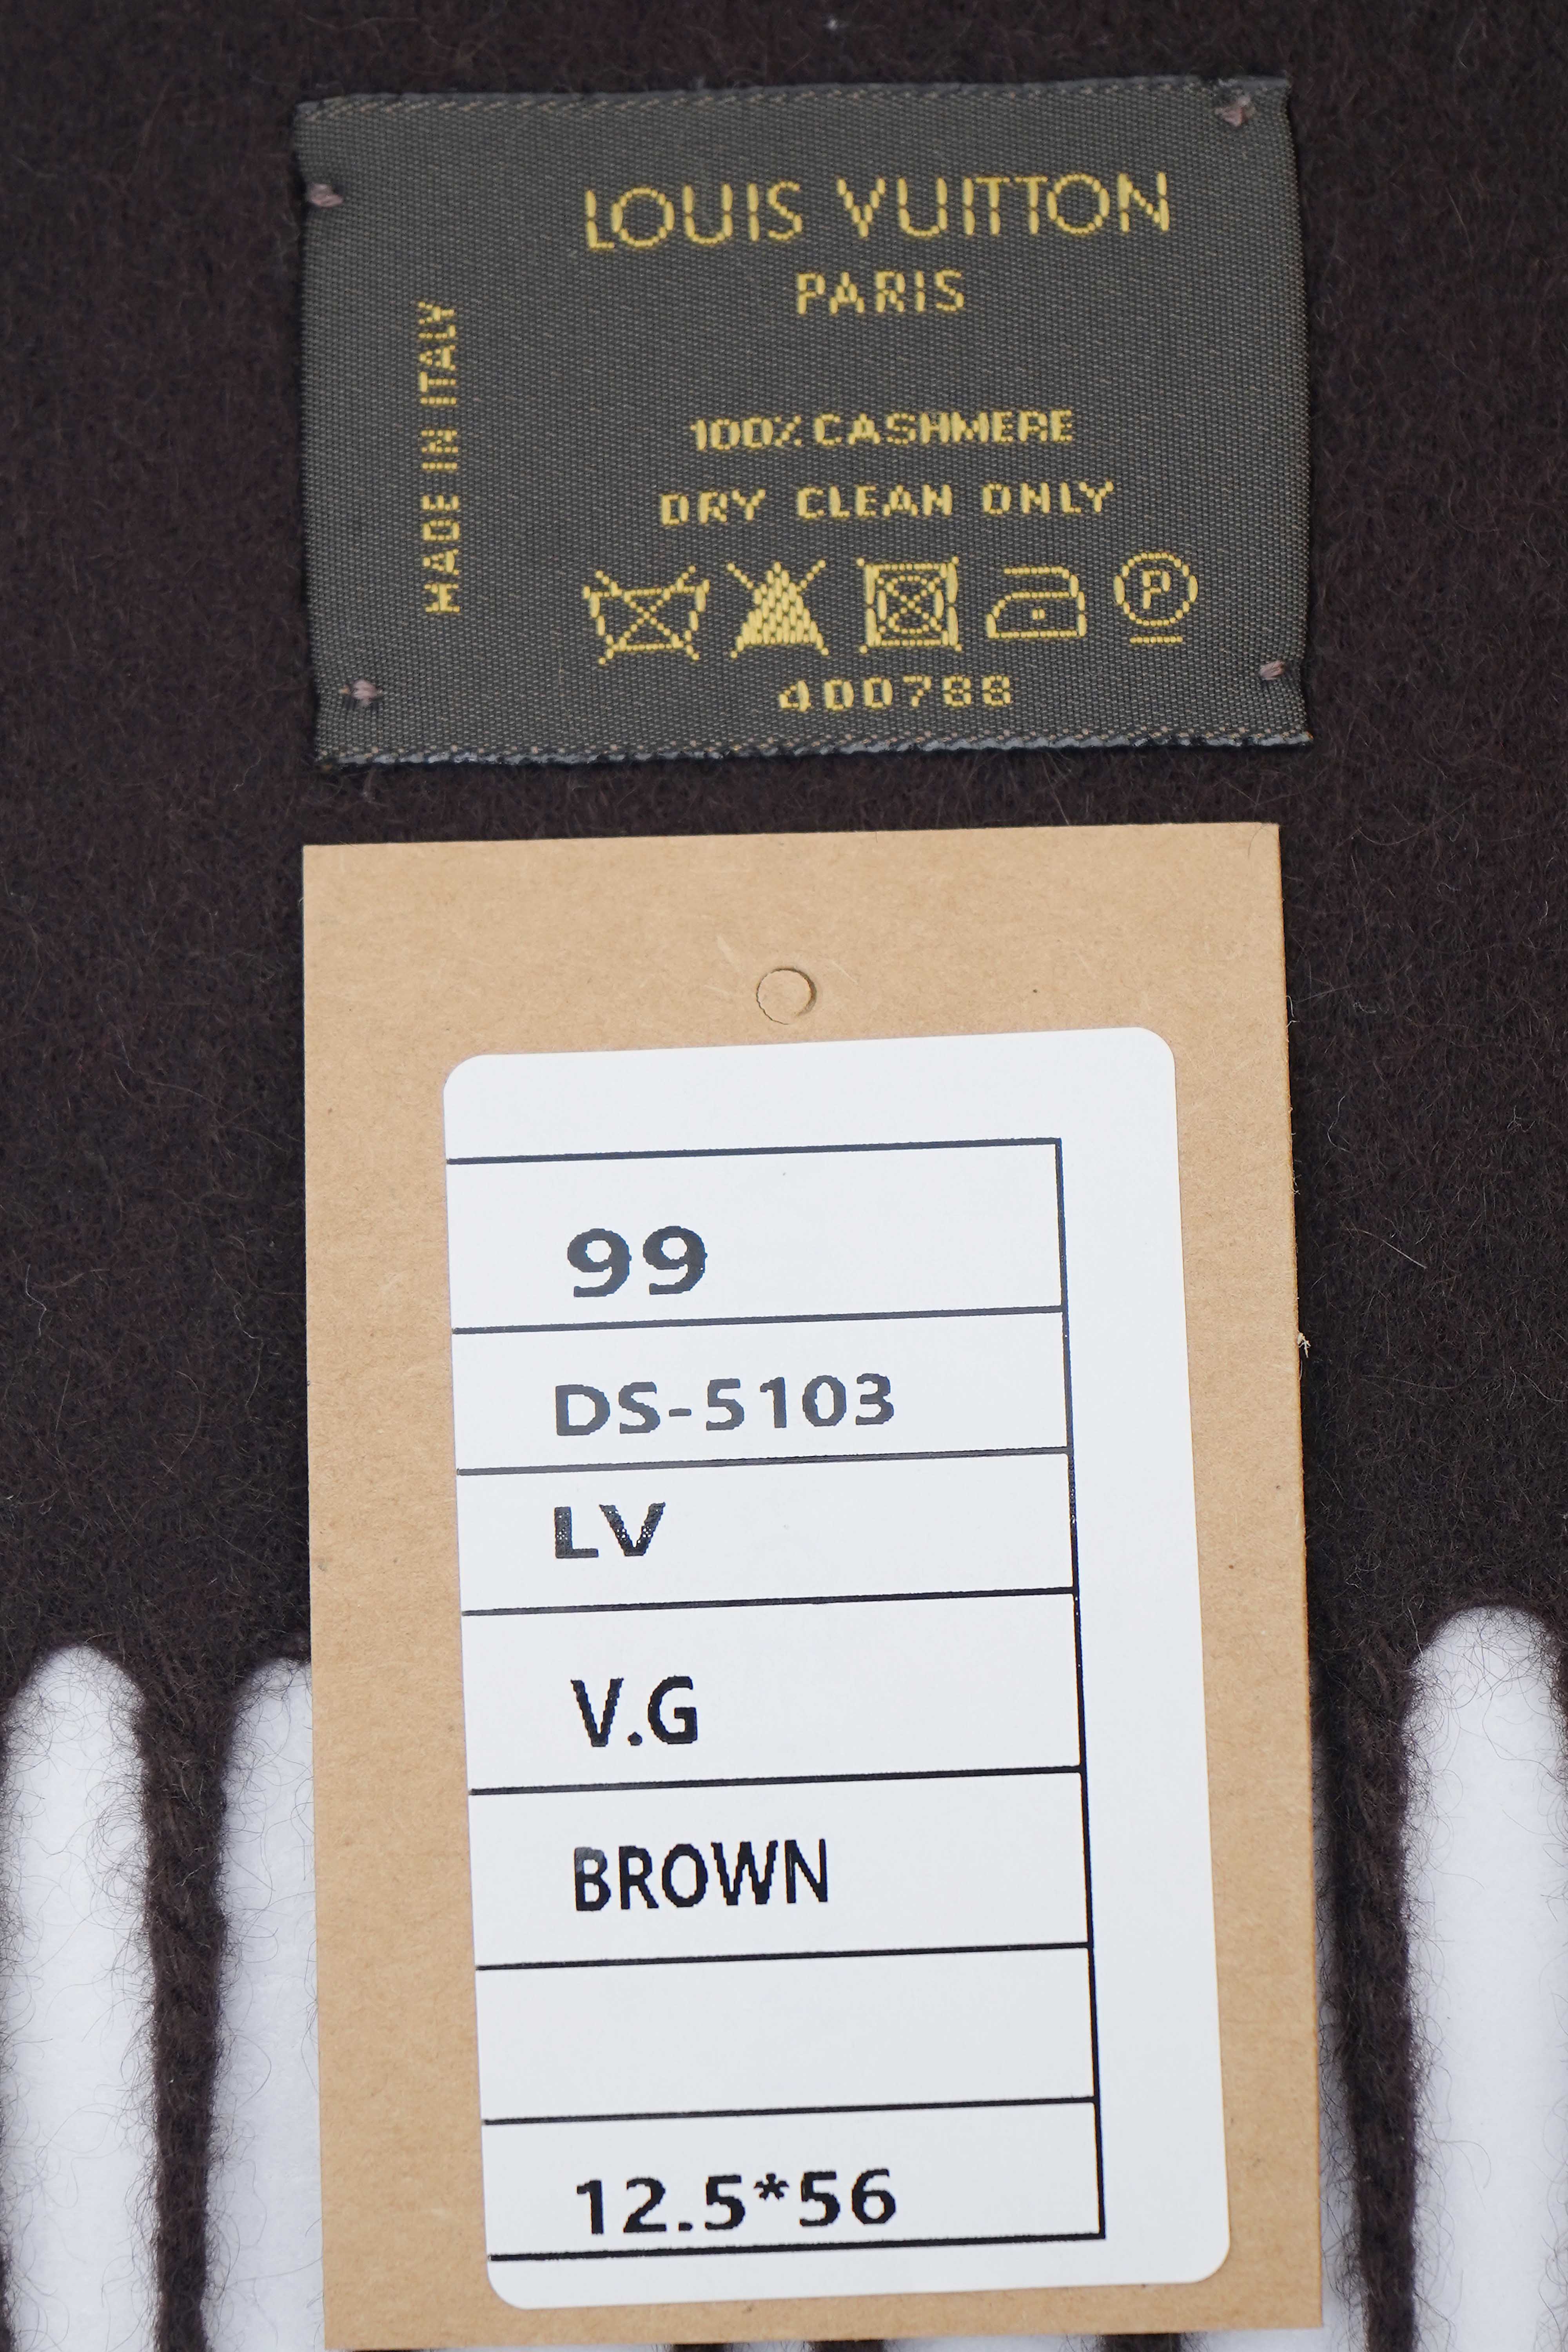 LOUIS VUITTON
PARIS
MADE IN ITALY
100% CASHMERE
DRY CLEAN ONLY
P
400788
99
DS-5103
LV
V.G
BROWN
12.5*56